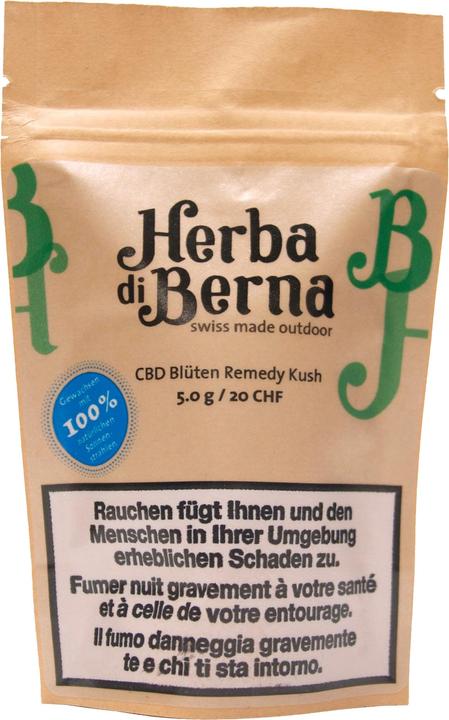 Herba
di Berna
swiss made outdoor
CBD Blüten Remedy Kush
5.0 g / 20 CHF
Gewachsen
mit
100%
natürlichen
Sonnen-
strahlen
Rauchen fügt Ihnen und den
Menschen in Ihrer Umgebung
erheblichen Schaden zu.
Fumer nuit gravement à votre santé
et à celle de votre entourage.
Il fumo danneggia gravemente
te e chi ti sta intorno.